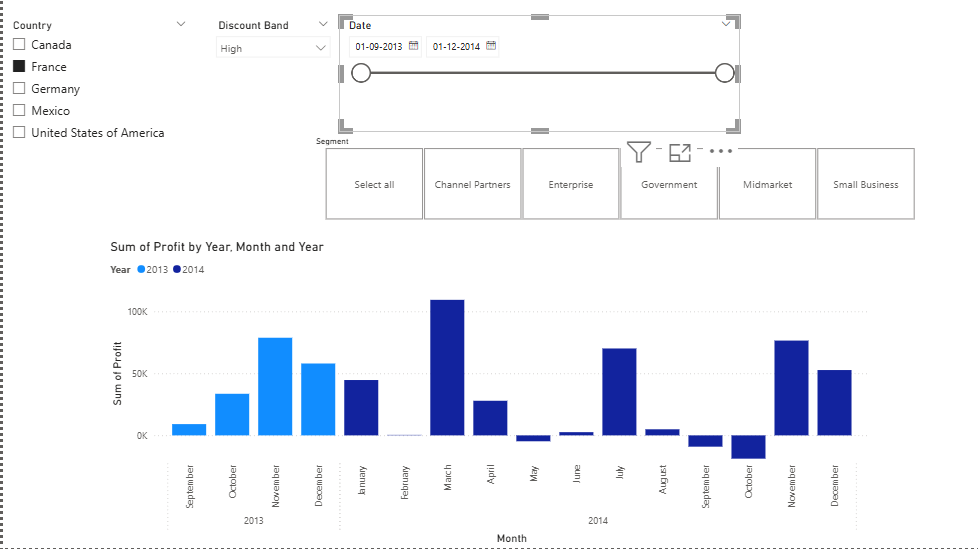 Country
Canada
France
Germany
Mexico
United States of America
Discount Band
High
Date
01-09-2013
01-12-2014
Segment
Select all
Channel Partners
Enterprise
Government
Midmarket
Small Business
Sum of Profit by Year, Month and Year
Year 2013 2014
Sum of Profit
100K
50K
0K
September
October
November
December
January
February
March
April
May
June
July
August
September
October
November
December
2013
2014
Month